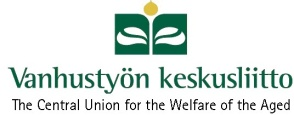 Vanhustyön keskusliitto
The Central Union for the Welfare of the Aged